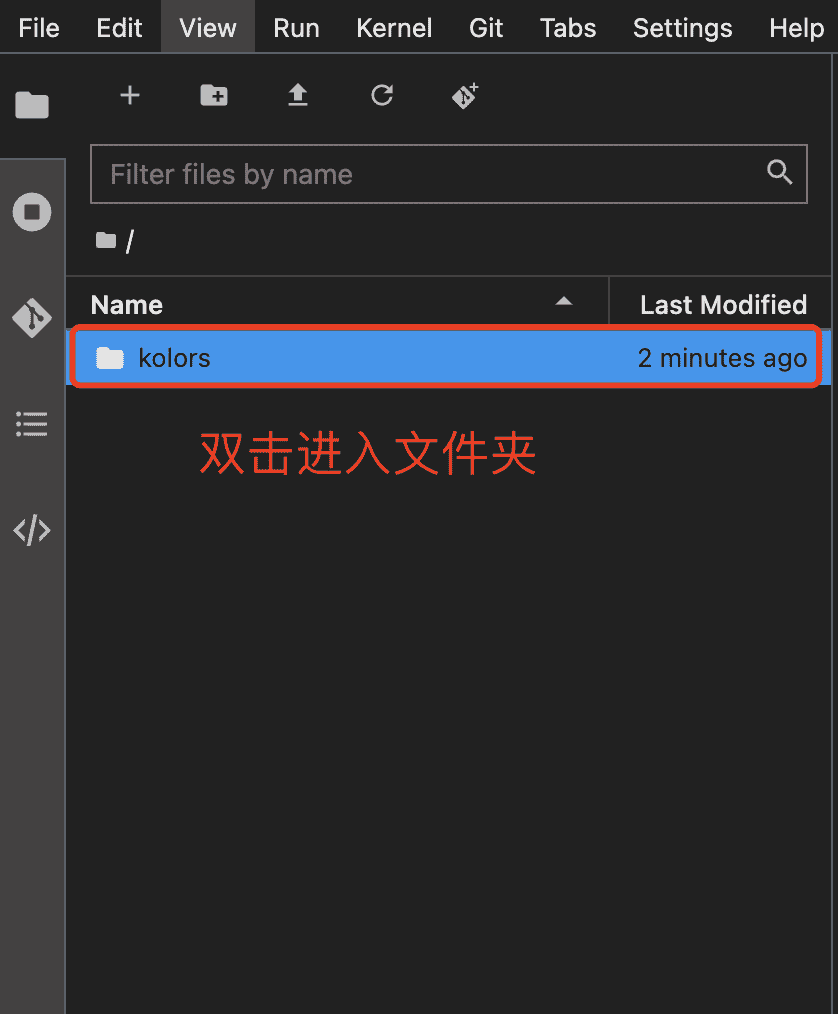 File Edit View Run Kernel Git Tabs Settings Help
Filter files by name
/
Name Last Modified
kolors 2 minutes ago
双击进入文件夹